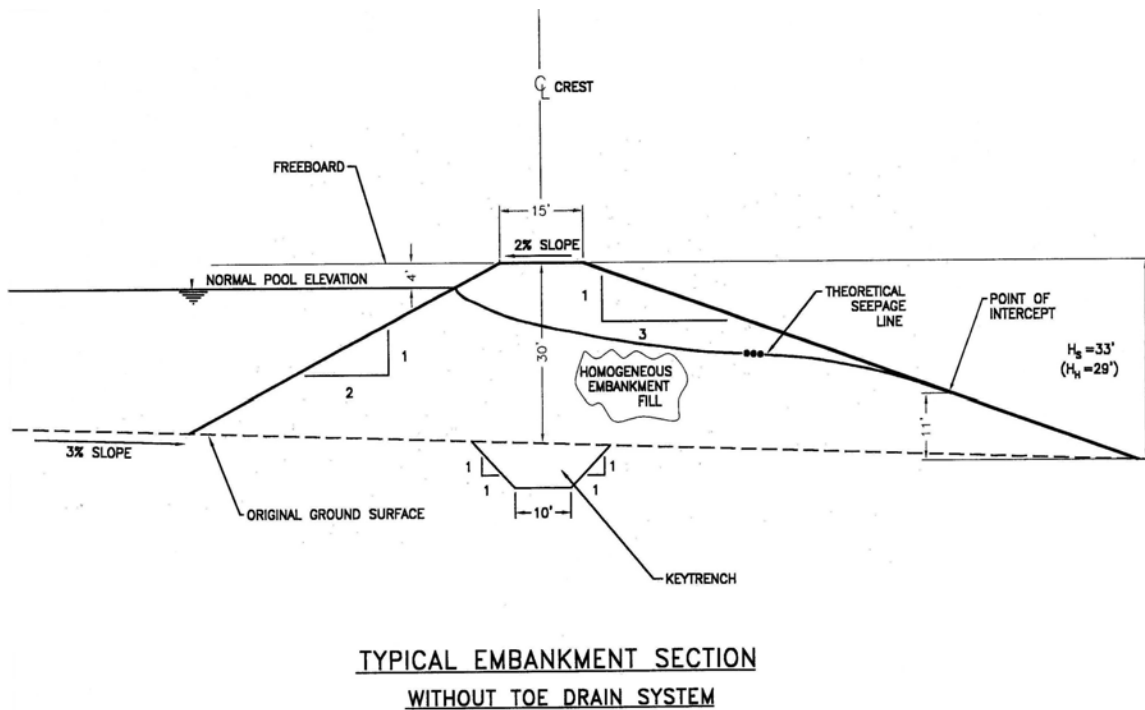 ℄ CREST
FREEBOARD
15'
2% SLOPE
4'
NORMAL POOL ELEVATION
1
3
THEORETICAL
SEEPAGE
LINE
POINT OF
INTERCEPT
1
2
30'
HOMOGENEOUS
EMBANKMENT
FILL
H_S =33'
(H_H =29')
11'
3% SLOPE
1
1
1
1
10'
ORIGINAL GROUND SURFACE
KEYTRENCH
TYPICAL EMBANKMENT SECTION
WITHOUT TOE DRAIN SYSTEM